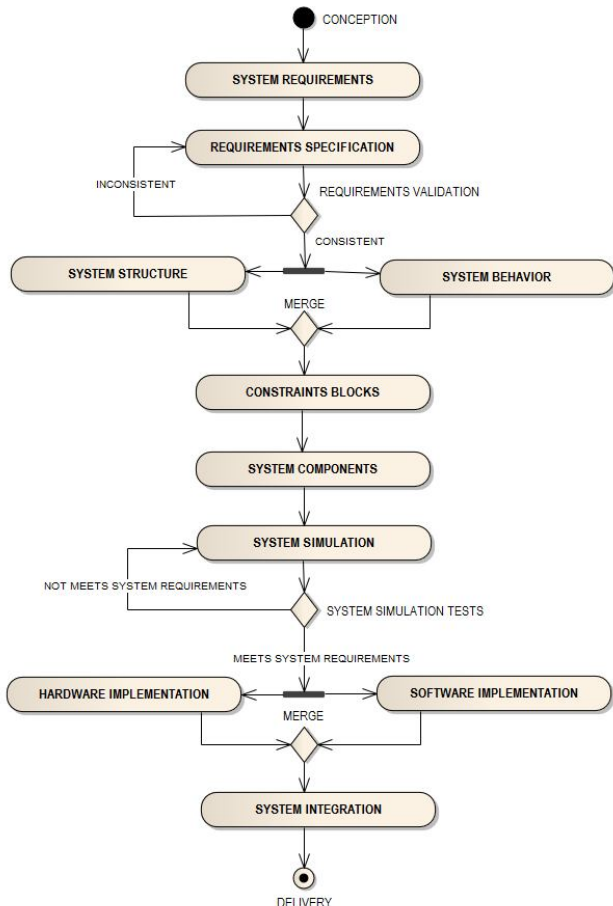 CONCEPTION
SYSTEM REQUIREMENTS
REQUIREMENTS SPECIFICATION
INCONSISTENT
REQUIREMENTS VALIDATION
CONSISTENT
SYSTEM STRUCTURE
SYSTEM BEHAVIOR
MERGE
CONSTRAINTS BLOCKS
SYSTEM COMPONENTS
SYSTEM SIMULATION
NOT MEETS SYSTEM REQUIREMENTS
SYSTEM SIMULATION TESTS
MEETS SYSTEM REQUIREMENTS
HARDWARE IMPLEMENTATION
SOFTWARE IMPLEMENTATION
MERGE
SYSTEM INTEGRATION
DELIVERY